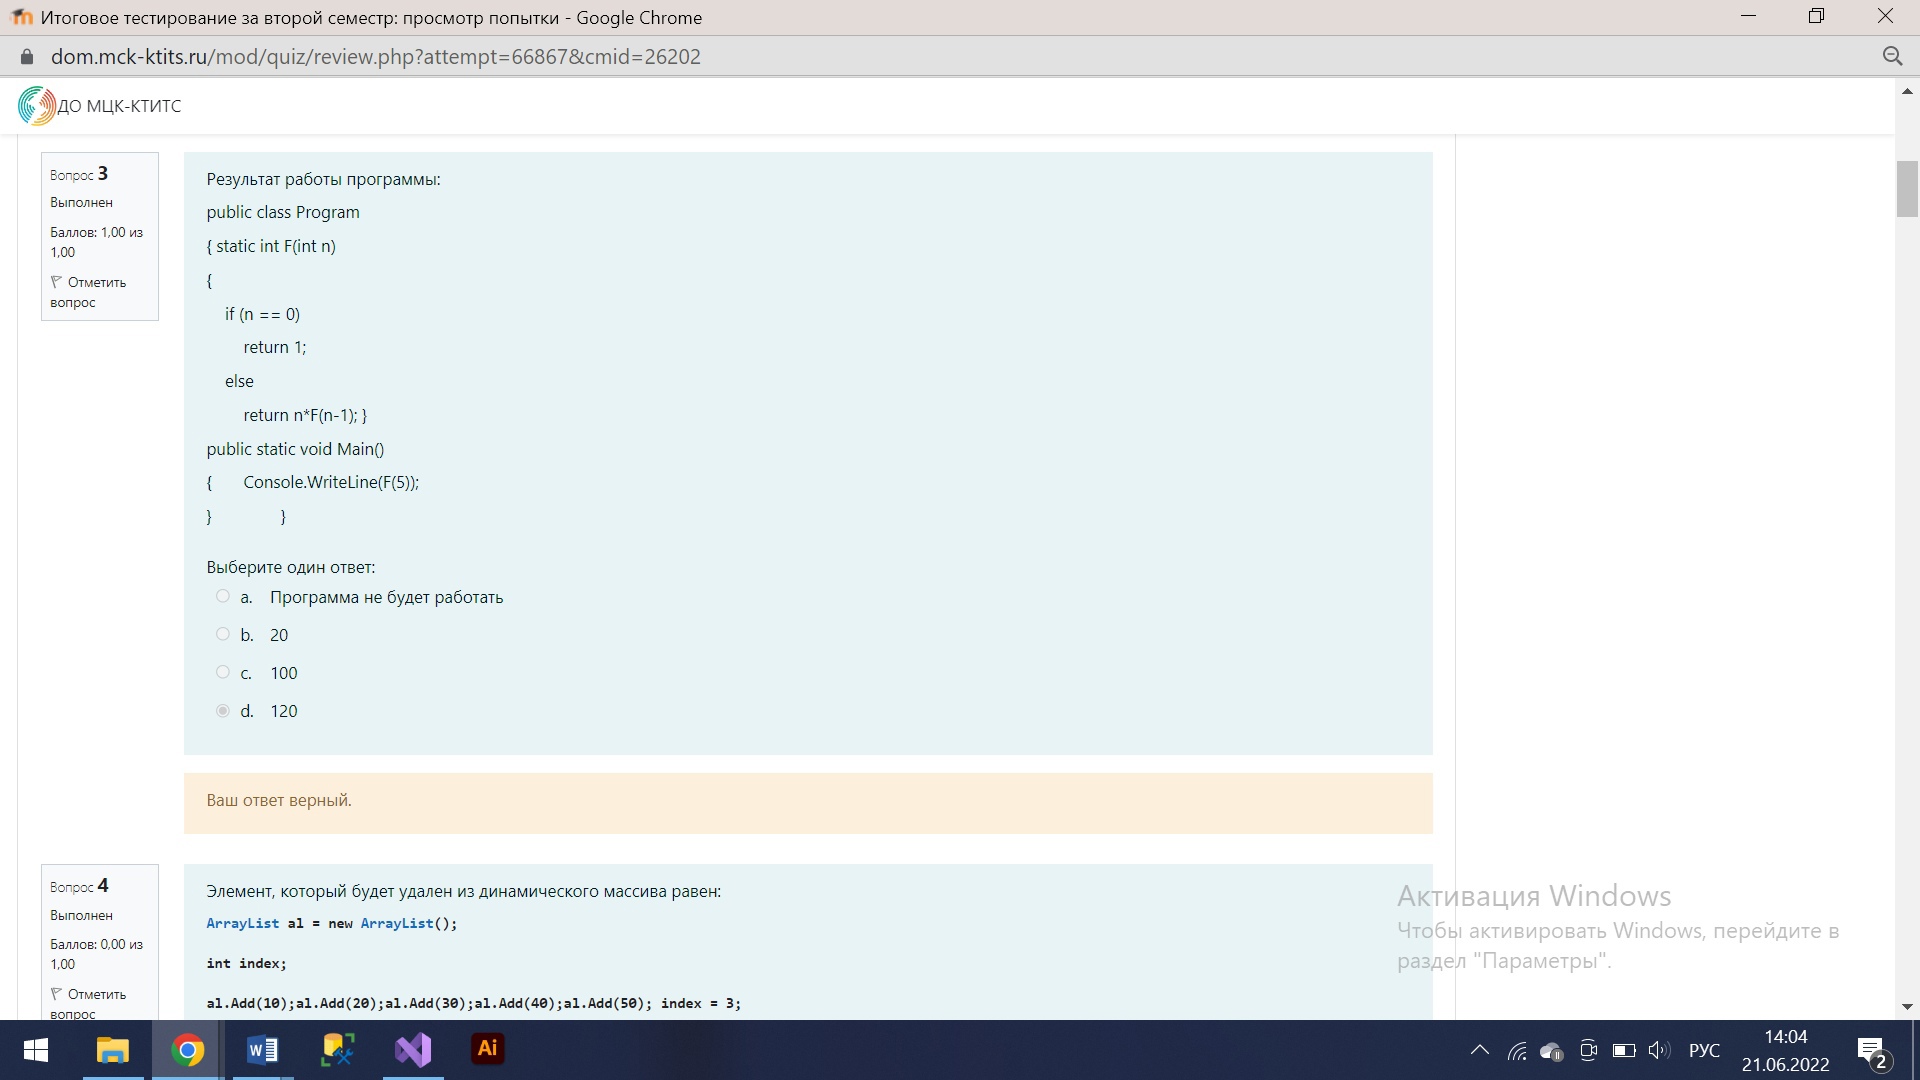 Итоговое тестирование за второй семестр: просмотр попытки - Google Chrome
dom.mck-ktits.ru/mod/quiz/review.php?attempt=66867&cmid=26202
ДО МЦК-КТИТС
Вопрос 3
Выполнен
Баллов: 1,00 из
1,00
Отметить
вопрос
Результат работы программы:
public class Program
{ static int F(int n)
{
if (n == 0)
return 1;
else
return n*F(n-1); }
public static void Main()
{ Console.WriteLine(F(5));
} }
Выберите один ответ:
a. Программа не будет работать
b. 20
c. 100
d. 120
Ваш ответ верный.
Вопрос 4
Выполнен
Баллов: 0,00 из
1,00
Отметить
вопрос
Элемент, который будет удален из динамического массива равен:
ArrayList al = new ArrayList();
int index;
al.Add(10);al.Add(20);al.Add(30);al.Add(40);al.Add(50); index = 3;
Активация Windows
Чтобы активировать Windows, перейдите в
раздел "Параметры".
W
Ai
РУС
14:04
21.06.2022
2